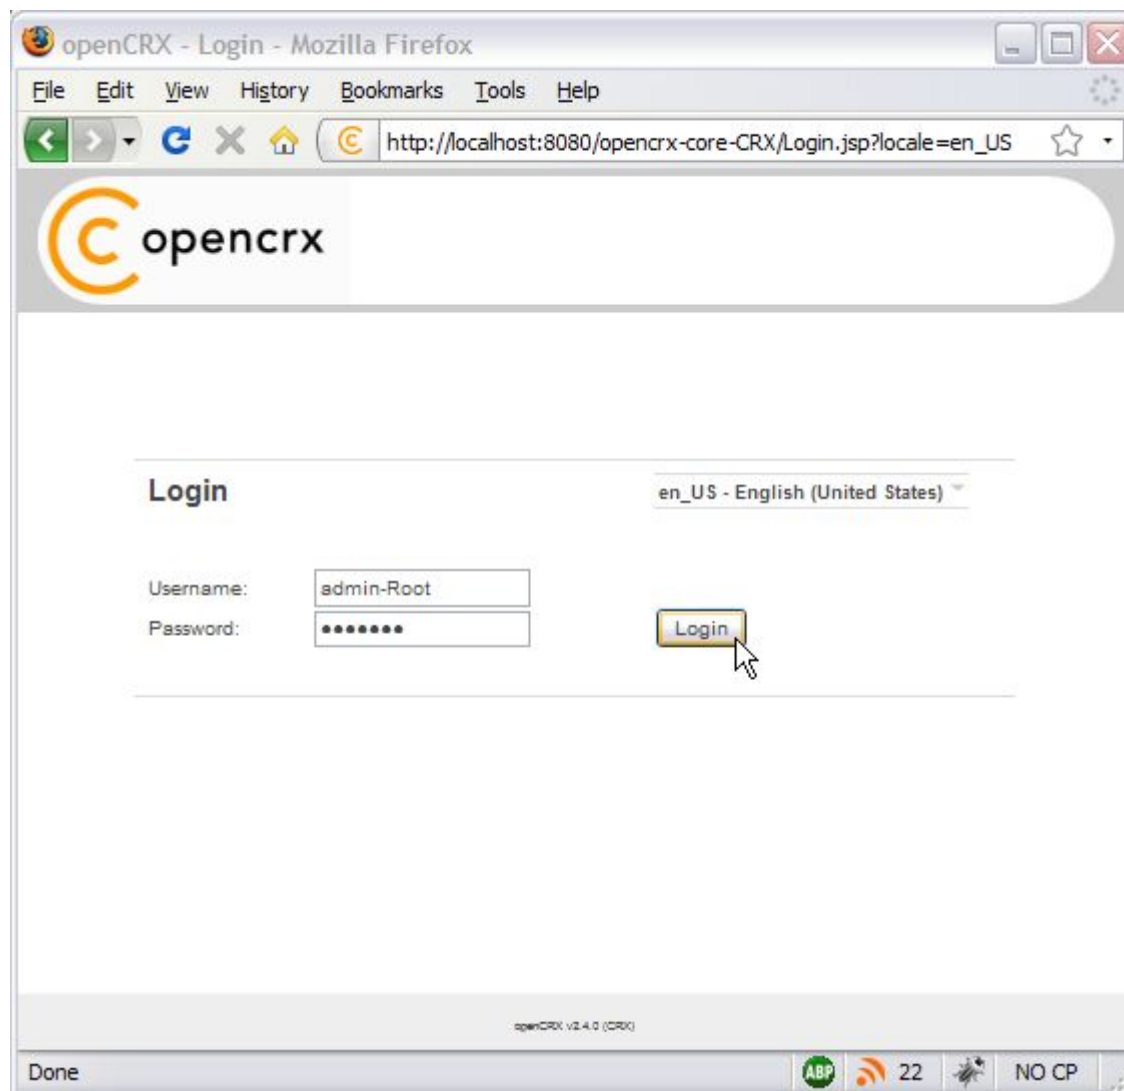 openCRX - Login - Mozilla Firefox
File Edit View History Bookmarks Tools Help
http://localhost:8080/opencrx-core-CRX/Login.jsp?locale=en_US
opencrx
Login
en_US - English (United States)
Username: admin-Root
Password: •••••••
Login
openCRX v2.4.0 (CRX)
Done ABP 22 NO CP